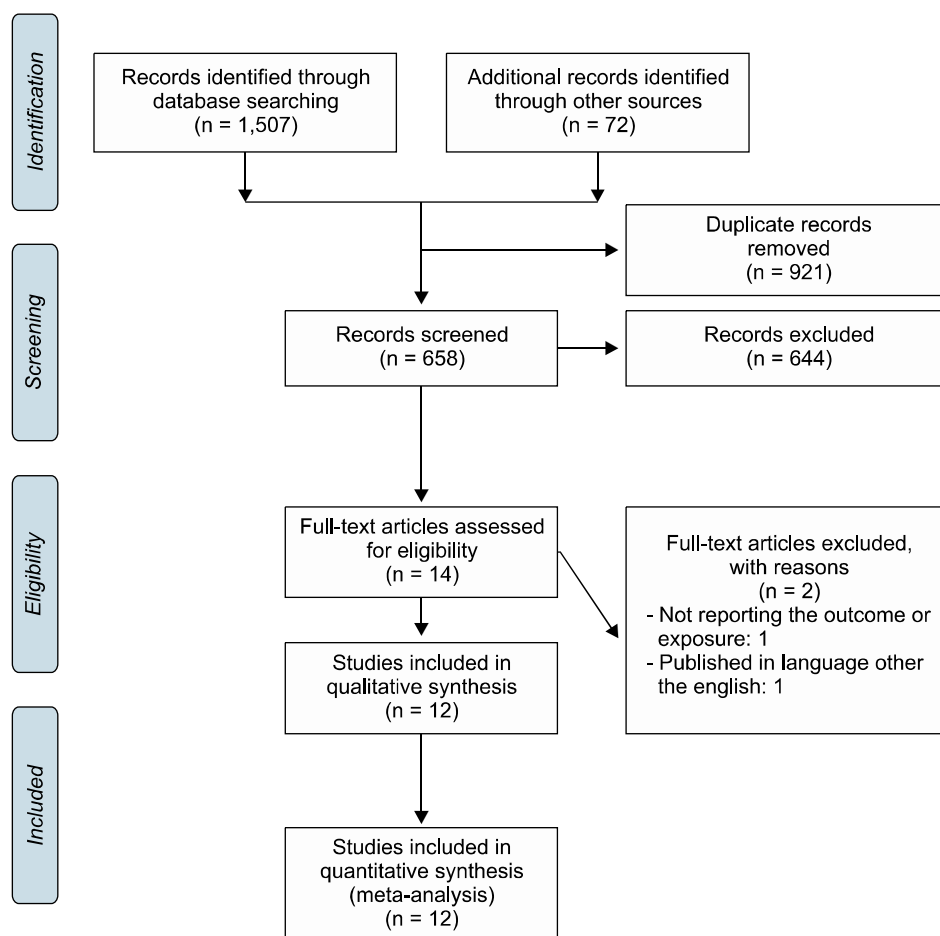 Identification
Records identified through
database searching
(n = 1,507)
Additional records identified
through other sources
(n = 72)
Duplicate records
removed
(n = 921)
Screening
Records screened
(n = 658)
Records excluded
(n = 644)
Eligibility
Full-text articles assessed
for eligibility
(n = 14)
Full-text articles excluded,
with reasons
(n = 2)
- Not reporting the outcome or
exposure: 1
- Published in language other
the english: 1
Studies included in
qualitative synthesis
(n = 12)
Included
Studies included in
quantitative synthesis
(meta-analysis)
(n = 12)